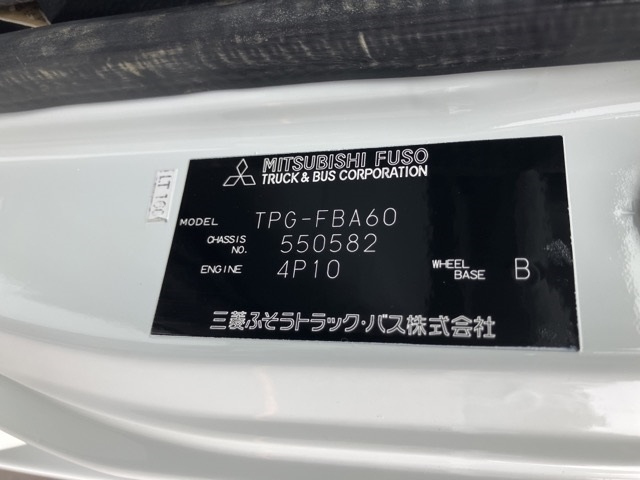 MITSUBISHI FUSO
TRUCK & BUS CORPORATION
MODEL TPG-FBA60
CHASSIS NO. 550582
ENGINE 4P10 WHEEL BASE B
三菱ふそうトラック・バス株式会社